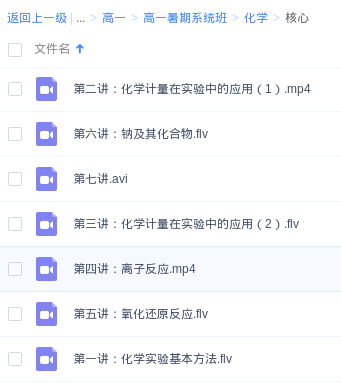 返回上一级 | ... > 高一 > 高一暑期系统班 > 化学 > 核心
文件名
第二讲：化学计量在实验中的应用（1）.mp4
第六讲：钠及其化合物.flv
第七讲.avi
第三讲：化学计量在实验中的应用（2）.flv
第四讲：离子反应.mp4
第五讲：氧化还原反应.flv
第一讲：化学实验基本方法.flv